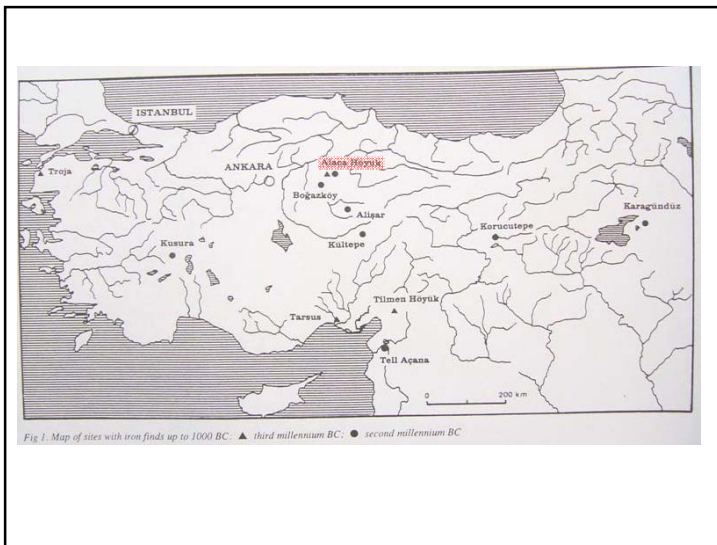 ISTANBUL
Troja
ANKARA
Alaca Höyük
Boğazköy
Alişar
Kültepe
Kusura
Korucutepe
Karagündüz
Tarsus
Tilmen Höyük
Tell Açana
0 200 km
Fig 1. Map of sites with iron finds up to 1000 BC: ▲ third millennium BC; ● second millennium BC